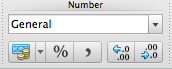 Number
General
% , .0 .00
.00 .0